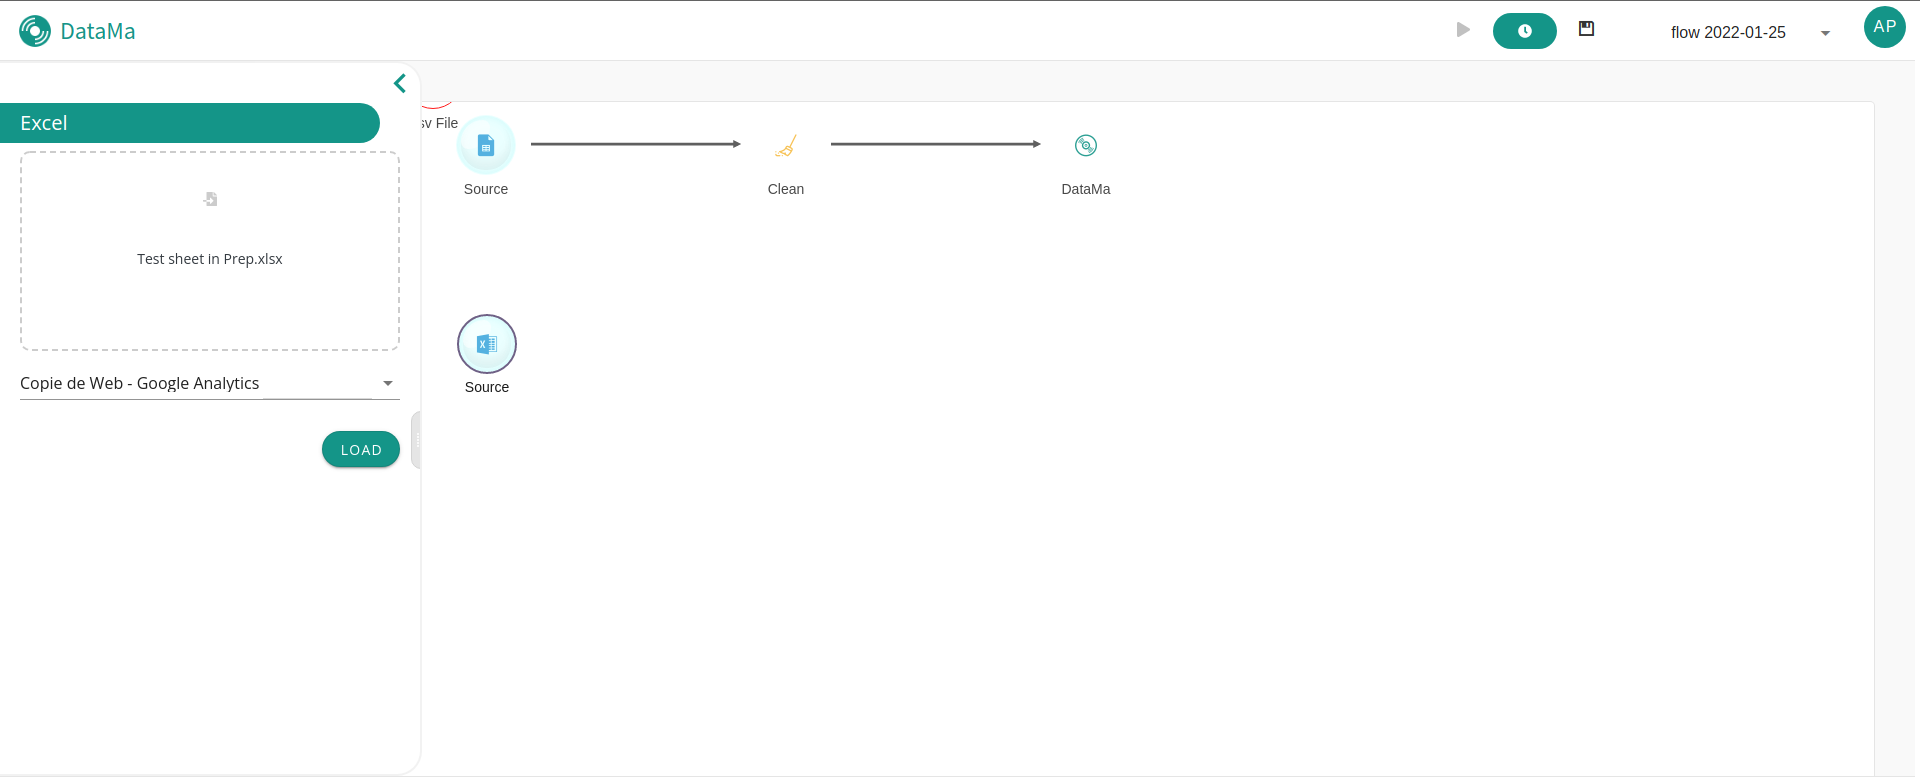 DataMa
flow 2022-01-25
AP
Excel
sv File
Test sheet in Prep.xlsx
Source
Clean
DataMa
Copie de Web - Google Analytics
Source
LOAD